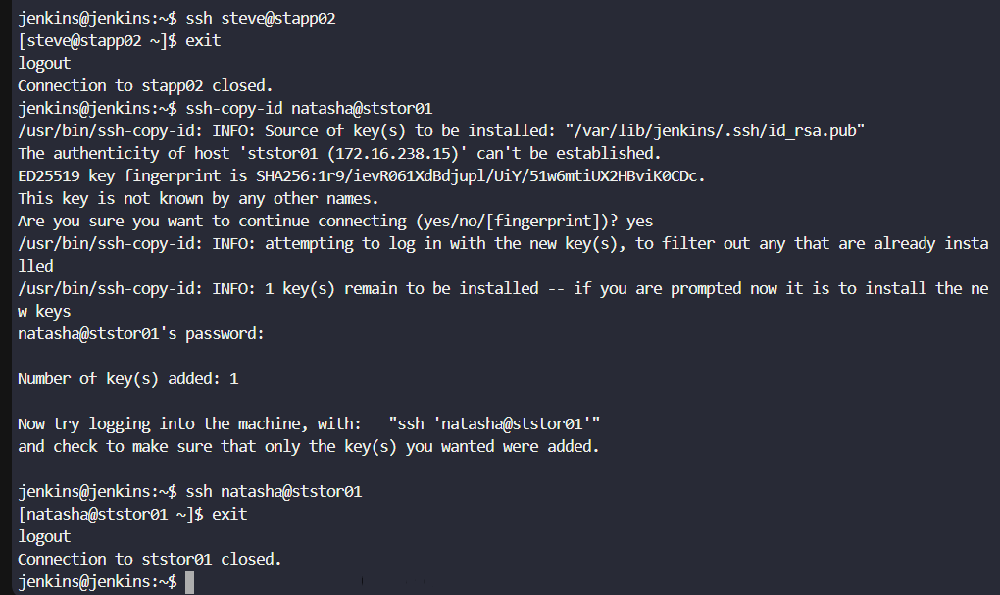 jenkins@jenkins:~$ ssh steve@stapp02
[steve@stapp02 ~]$ exit
logout
Connection to stapp02 closed.
jenkins@jenkins:~$ ssh-copy-id natasha@ststor01
/usr/bin/ssh-copy-id: INFO: Source of key(s) to be installed: "/var/lib/jenkins/.ssh/id_rsa.pub"
The authenticity of host 'ststor01 (172.16.238.15)' can't be established.
ED25519 key fingerprint is SHA256:1r9/ievR061XdBdjupl/UiY/51w6mtiUX2HBviK0CDc.
This key is not known by any other names.
Are you sure you want to continue connecting (yes/no/[fingerprint])? yes
/usr/bin/ssh-copy-id: INFO: attempting to log in with the new key(s), to filter out any that are already insta
lled
/usr/bin/ssh-copy-id: INFO: 1 key(s) remain to be installed -- if you are prompted now it is to install the ne
w keys
natasha@ststor01's password:
Number of key(s) added: 1
Now try logging into the machine, with:   "ssh 'natasha@ststor01'"
and check to make sure that only the key(s) you wanted were added.
jenkins@jenkins:~$ ssh natasha@ststor01
[natasha@ststor01 ~]$ exit
logout
Connection to ststor01 closed.
jenkins@jenkins:~$